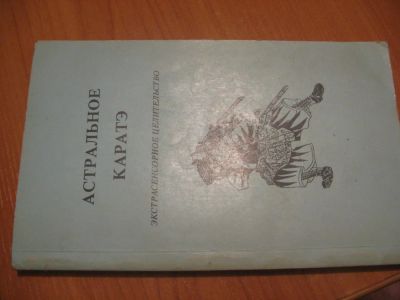 АСТРАЛЬНОЕ
КАРАТЭ
ЭКСТРАСЕНСОРНОЕ ЦЕЛИТЕЛЬСТВО